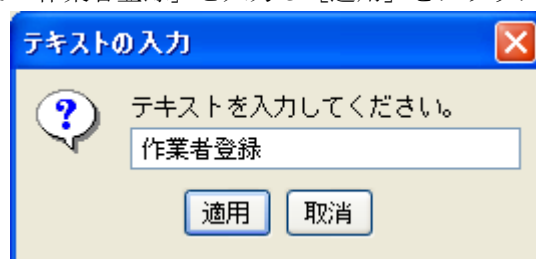 テキストの入力
テキストを入力してください。
作業者登録
適用 取消